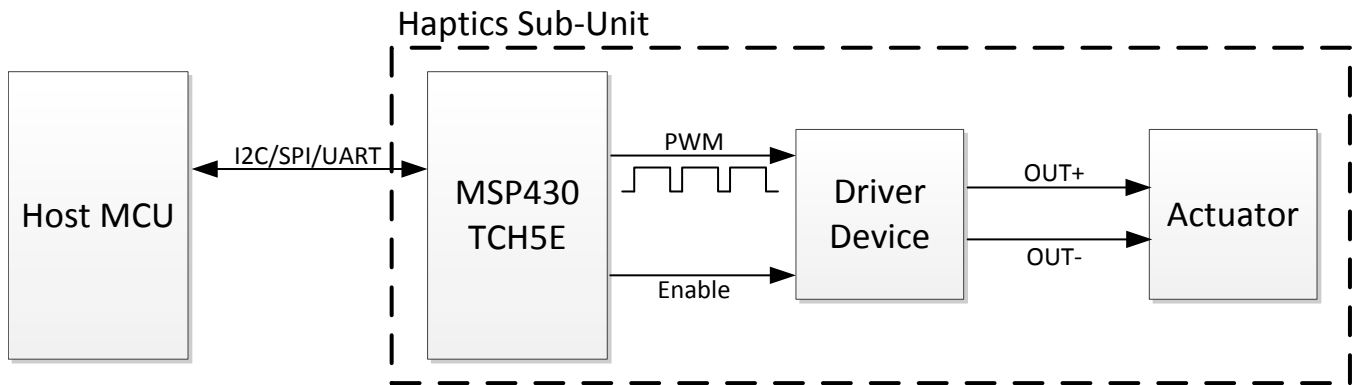 Haptics Sub-Unit
Host MCU
I2C/SPI/UART
MSP430
TCH5E
PWM
Enable
Driver
Device
OUT+
OUT-
Actuator